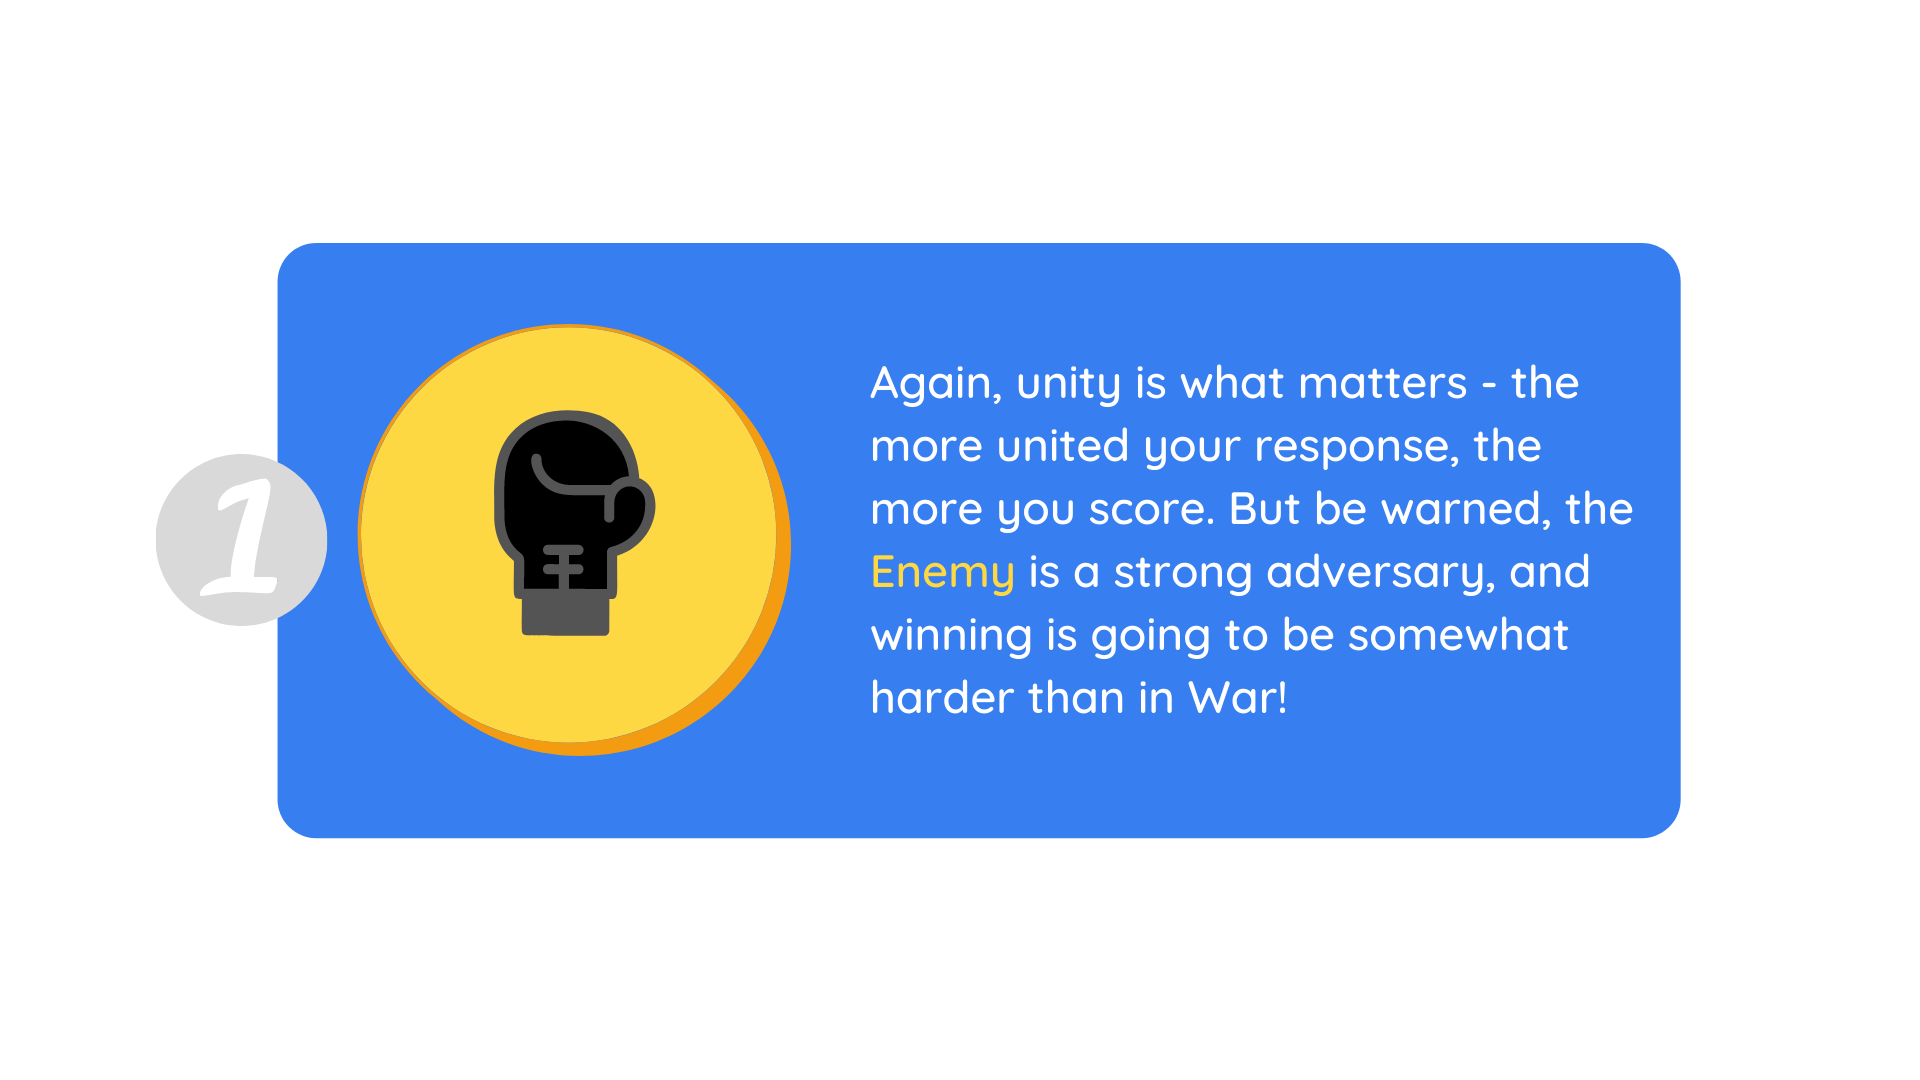 1
Again, unity is what matters - the
more united your response, the
more you score. But be warned, the
Enemy is a strong adversary, and
winning is going to be somewhat
harder than in War!